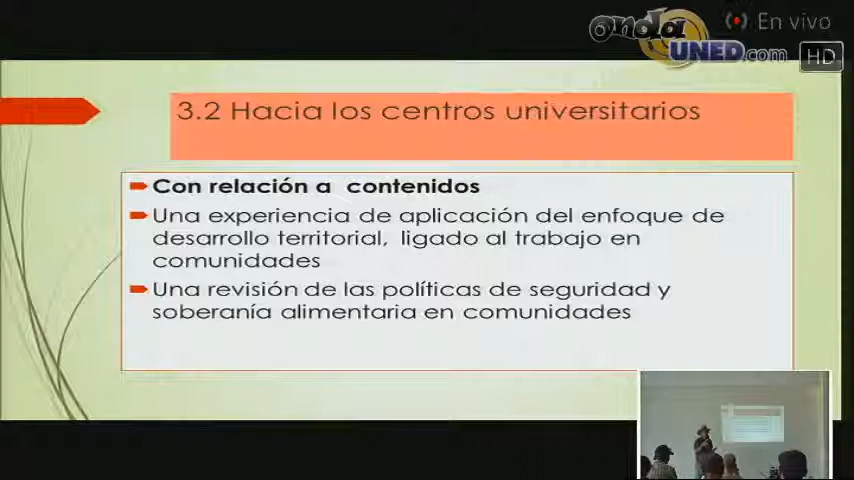 onda
UNED.com
En vivo
HD
3.2 Hacia los centros universitarios
Con relación a contenidos
Una experiencia de aplicación del enfoque de
desarrollo territorial, ligado al trabajo en
comunidades
Una revisión de las políticas de seguridad y
soberanía alimentaria en comunidades